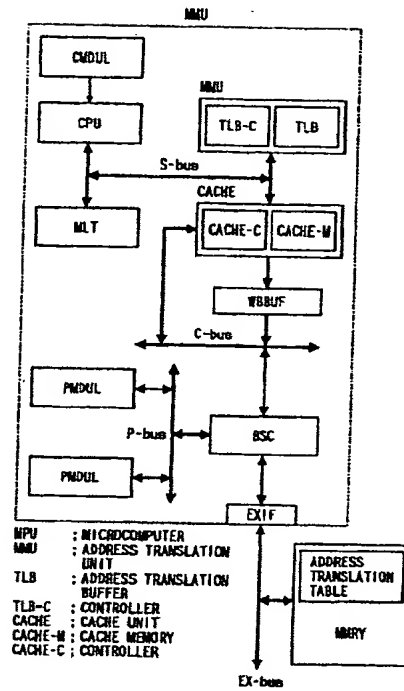 MMU
CMDUL
CPU
MMU
TLB-C TLB
S-bus
CACHE
MLT
CACHE-C CACHE-M
WBBUF
C-bus
PMDUL
P-bus
BSC
PMDUL
EXIF
MPU : MICROCOMPUTER
MMU : ADDRESS TRANSLATION
UNIT
TLB : ADDRESS TRANSLATION
BUFFER
TLB-C : CONTROLLER
CACHE : CACHE UNIT
CACHE-M : CACHE MEMORY
CACHE-C ; CONTROLLER
ADDRESS
TRANSLATION
TABLE
MMRY
EX-bus